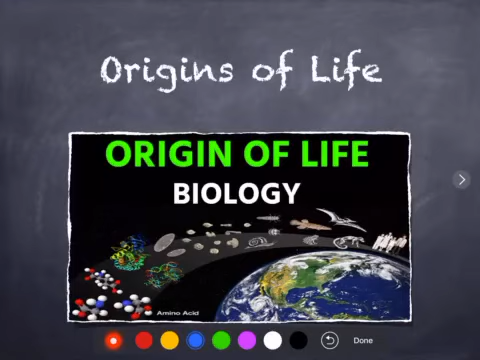 Origins of Life
ORIGIN OF LIFE
BIOLOGY
Amino Acid
Done